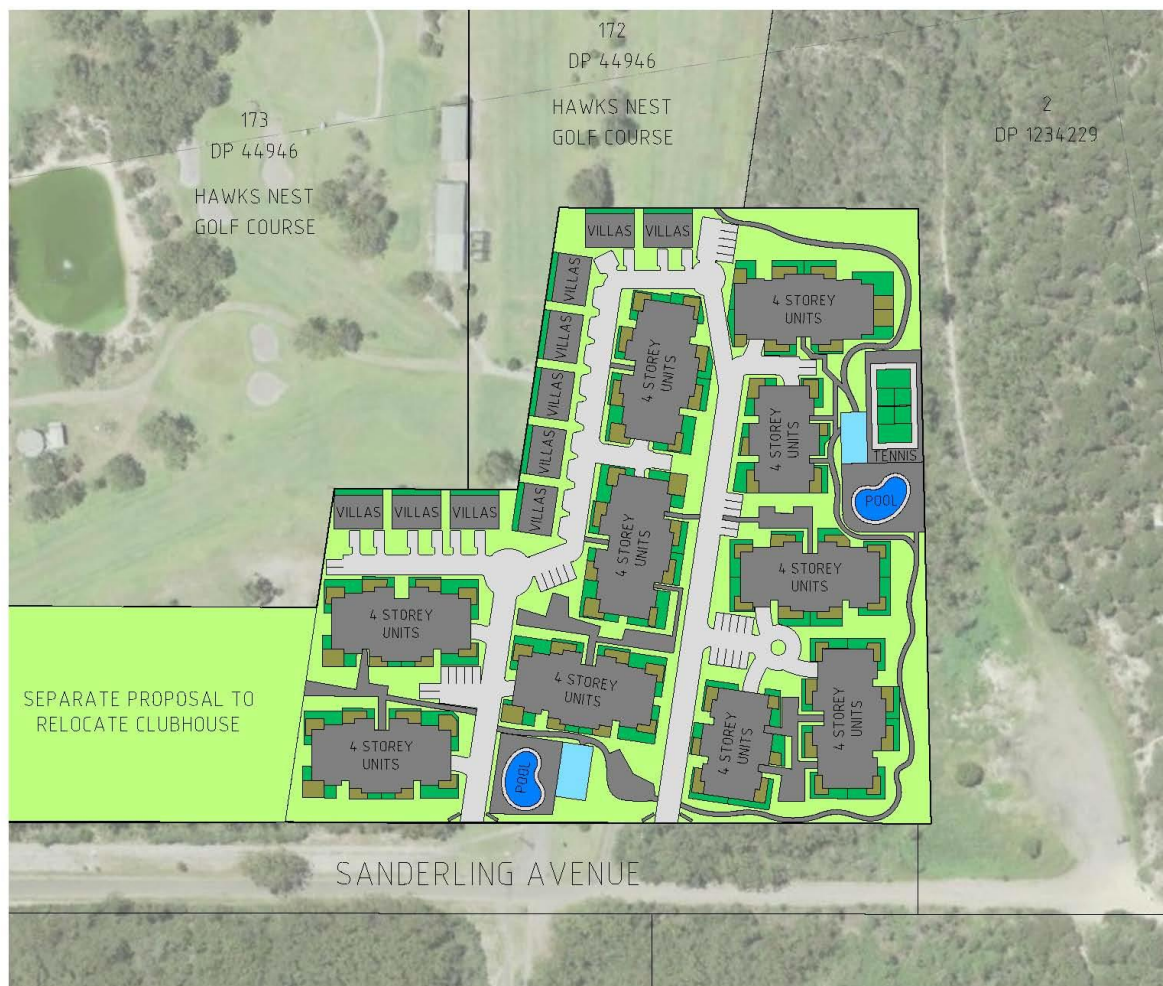 172
DP 44946
HAWKS NEST
GOLF COURSE
173
DP 44946
HAWKS NEST
GOLF COURSE
2
DP 1234229
VILLAS
VILLAS
VILLAS
VILLAS
VILLAS
VILLAS
VILLAS
VILLAS
VILLAS
VILLAS
4 STOREY
UNITS
4 STOREY
UNITS
4 STOREY
UNITS
TENNIS
POOL
4 STOREY
UNITS
4 STOREY
UNITS
4 STOREY
UNITS
4 STOREY
UNITS
4 STOREY
UNITS
4 STOREY
UNITS
4 STOREY
UNITS
POOL
SEPARATE PROPOSAL TO
RELOCATE CLUBHOUSE
SANDERLING AVENUE